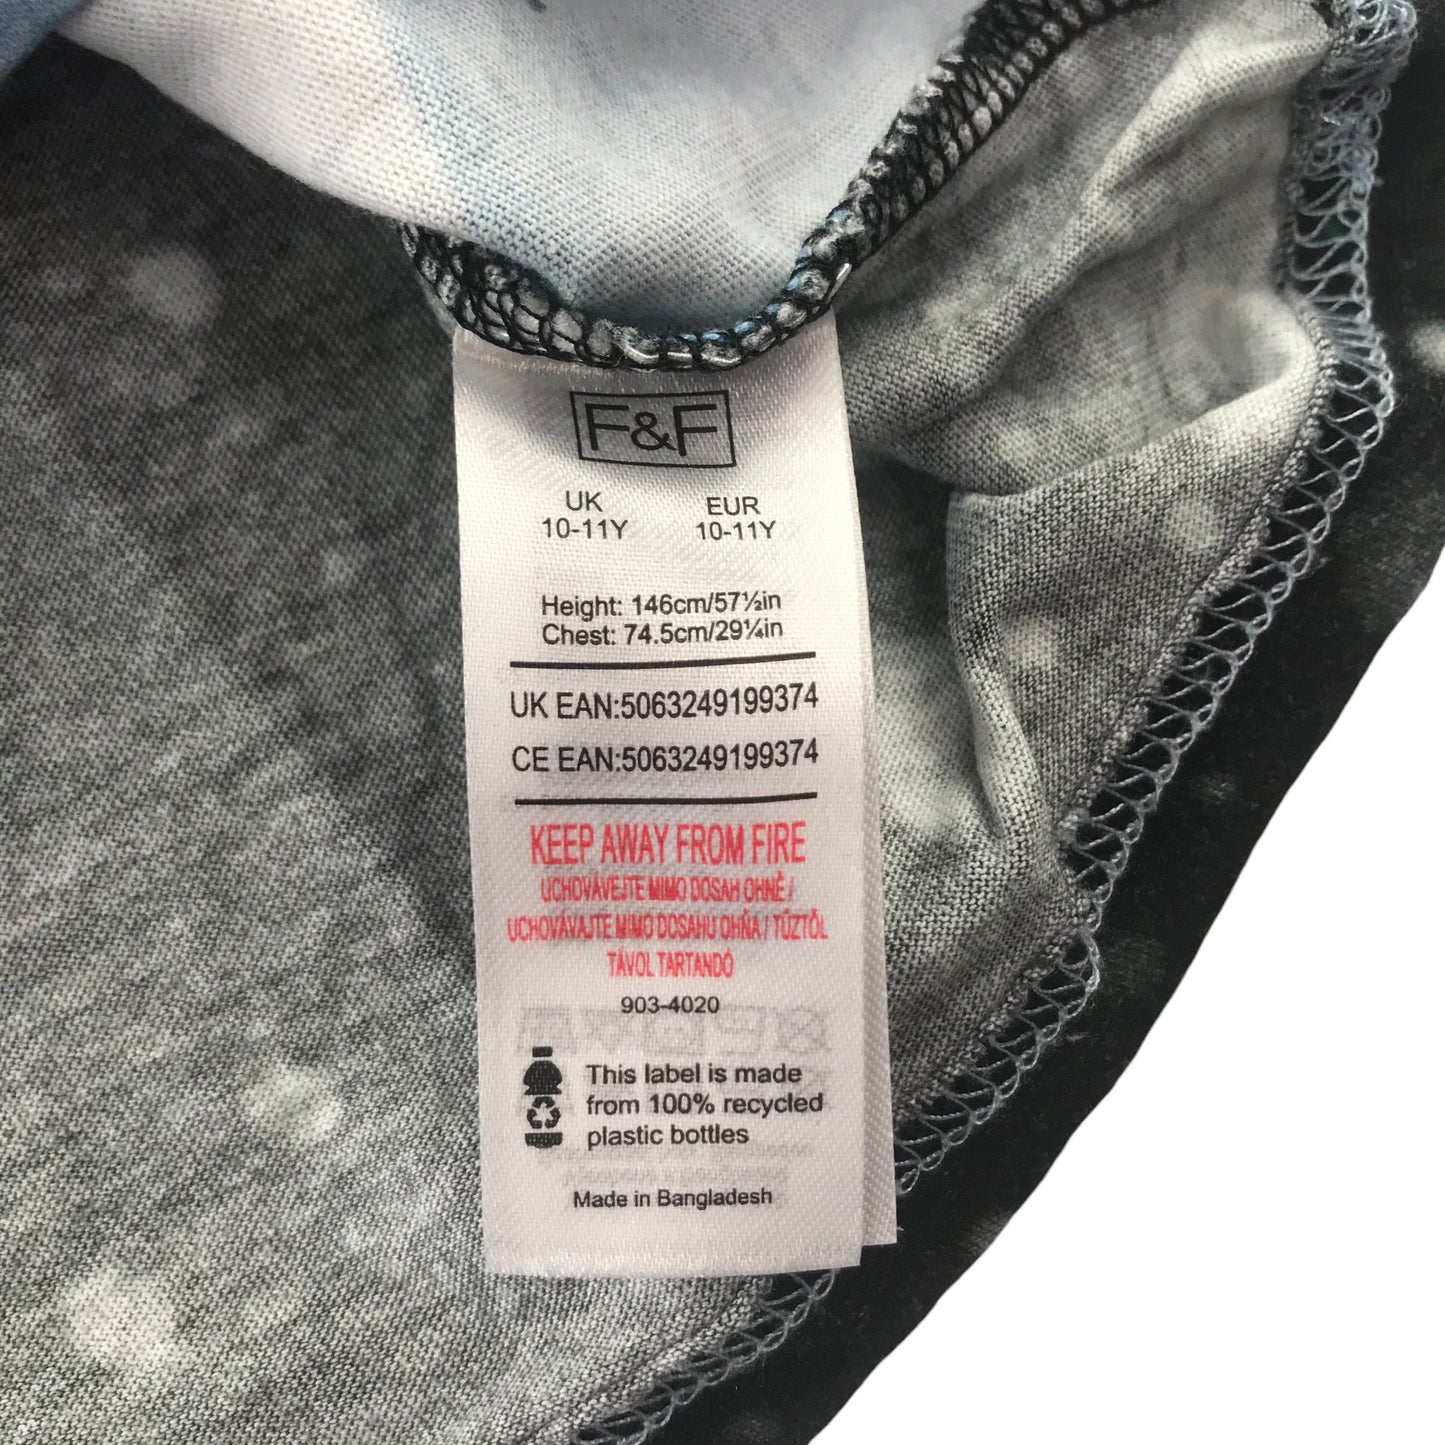 F&F
UK EUR
10-11Y 10-11Y
Height: 146cm/57½in
Chest: 74.5cm/29¼in
UK EAN:5063249199374
CE EAN:5063249199374
KEEP AWAY FROM FIRE
UCHOVÁVEJTE MIMO DOSAH OHNĚ /
UCHOVÁVAJTE MIMO DOSAHU OHŇA / TŰZTŐL
TÁVOL TARTANDÓ
903-4020
This label is made
from 100% recycled
plastic bottles
Made in Bangladesh